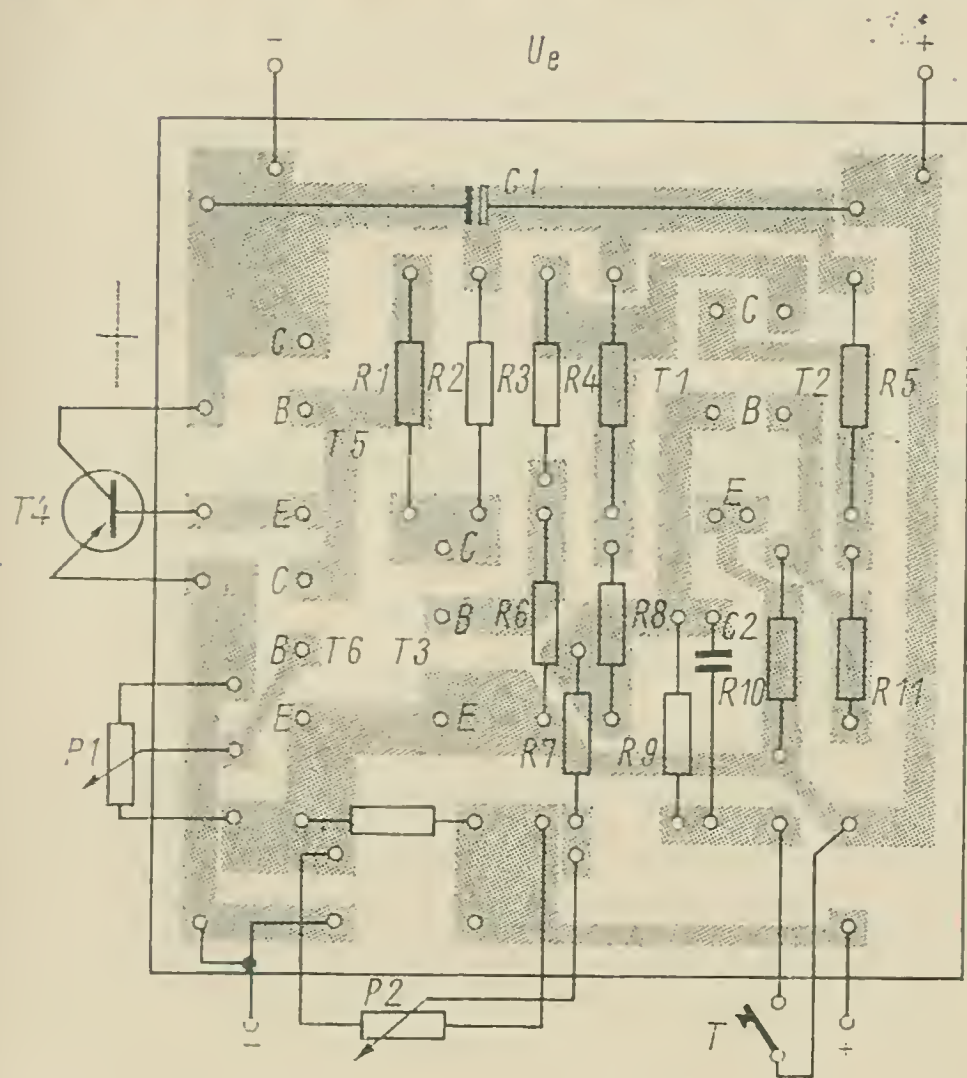 - Ue +
C1
C C
R1 R2 R3 R4 T1 T2 R5
B B
T5
T4 E E
C C
B R6 R8 C2
B T6 T3
R10 R11
E E
P1 R7 R9
P2
- T +